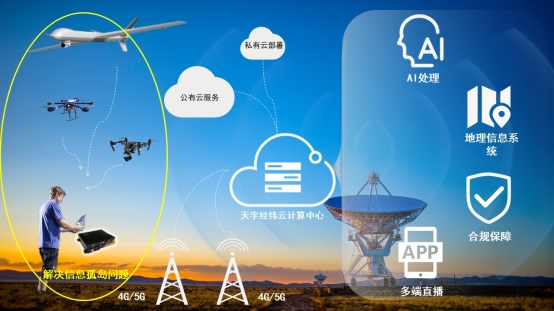 私有云部署
公有云服务
天宇经纬云计算中心
解决信息孤岛问题
4G/5G
4G/5G
AI
AI处理
地理信息系
统
合规保障
APP
多端直播